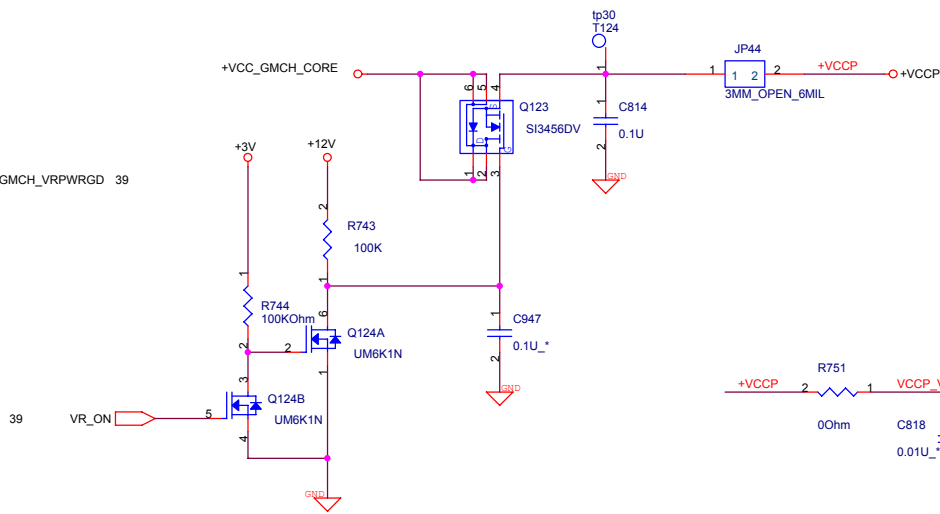 tp30
T124
JP44
+VCC_GMCH_CORE
1
1 1 2 2
+VCCP
+VCCP
3MM_OPEN_6MIL
6 5 4
S
D
G
Q123
SI3456DV
1
C814
0.1U
2
GND
1 2 3
+3V
+12V
GMCH_VRPWRGD 39
2
R743
100K
1
1
R744
100KOhm
2
6
Q124A
2
UM6K1N
1
1
C947
0.1U_*
2
GND
3
Q124B
39
VR_ON
5
UM6K1N
4
GND
R751
+VCCP
2
1
VCCP_V
0Ohm
C818
0.01U_*